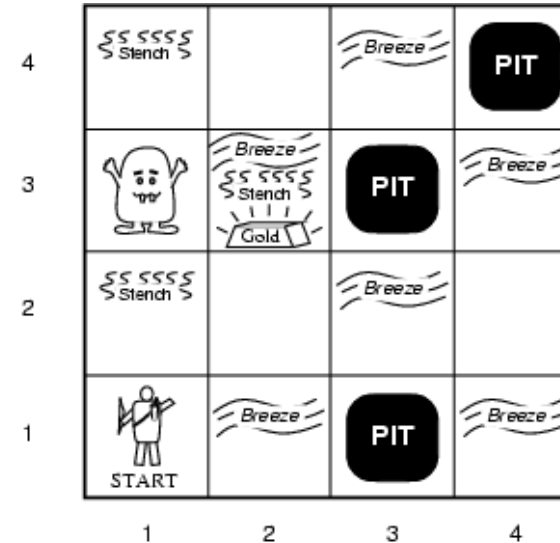 4
Stench
Breeze
PIT
3
Breeze
Stench
Gold
PIT
Breeze
2
Stench
Breeze
1
START
Breeze
PIT
Breeze
1 2 3 4